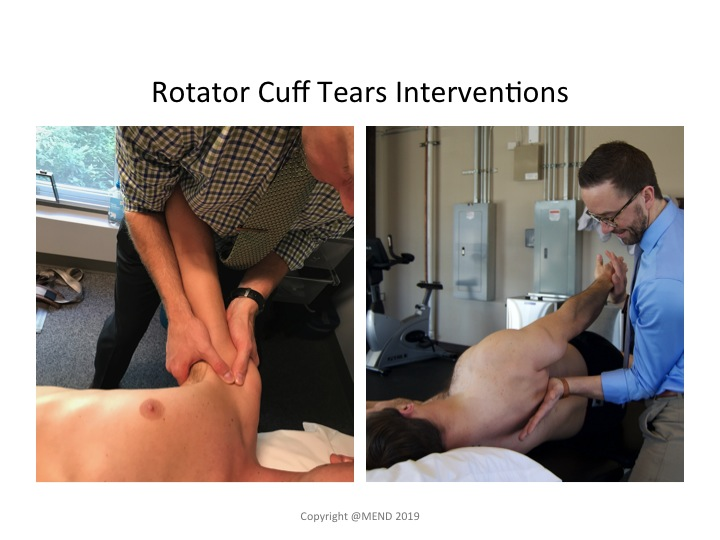 Rotator Cuff Tears Interventions
Copyright @MEND 2019